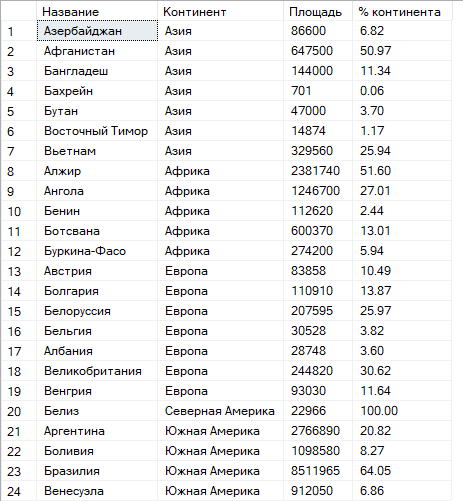 Название Континент Площадь % континента
1 Азербайджан Азия 86600 6.82
2 Афганистан Азия 647500 50.97
3 Бангладеш Азия 144000 11.34
4 Бахрейн Азия 701 0.06
5 Бутан Азия 47000 3.70
6 Восточный Тимор Азия 14874 1.17
7 Вьетнам Азия 329560 25.94
8 Алжир Африка 2381740 51.60
9 Ангола Африка 1246700 27.01
10 Бенин Африка 112620 2.44
11 Ботсвана Африка 600370 13.01
12 Буркина-Фасо Африка 274200 5.94
13 Австрия Европа 83858 10.49
14 Болгария Европа 110910 13.87
15 Белоруссия Европа 207595 25.97
16 Бельгия Европа 30528 3.82
17 Албания Европа 28748 3.60
18 Великобритания Европа 244820 30.62
19 Венгрия Европа 93030 11.64
20 Белиз Северная Америка 22966 100.00
21 Аргентина Южная Америка 2766890 20.82
22 Боливия Южная Америка 1098580 8.27
23 Бразилия Южная Америка 8511965 64.05
24 Венесуэла Южная Америка 912050 6.86